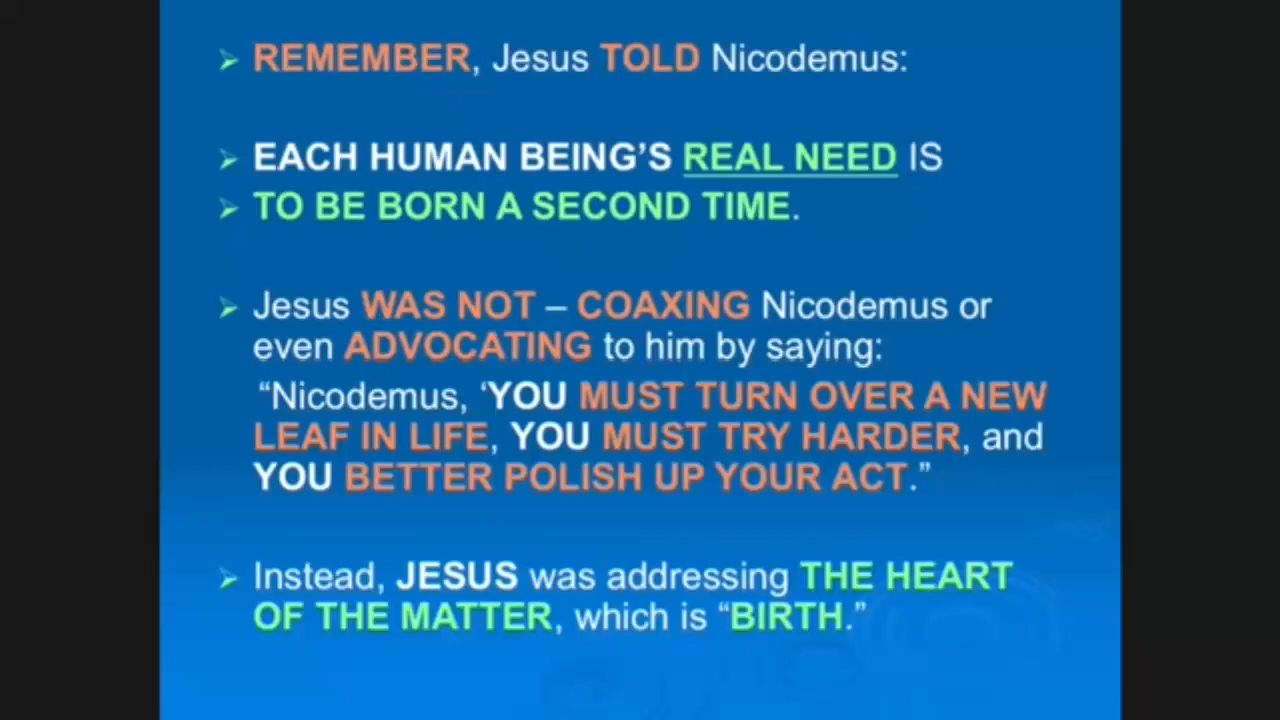 ➢ REMEMBER, Jesus TOLD Nicodemus:
➢ EACH HUMAN BEING’S REAL NEED IS
➢ TO BE BORN A SECOND TIME.
➢ Jesus WAS NOT – COAXING Nicodemus or
even ADVOCATING to him by saying:
“Nicodemus, ‘YOU MUST TURN OVER A NEW
LEAF IN LIFE, YOU MUST TRY HARDER, and
YOU BETTER POLISH UP YOUR ACT.”
➢ Instead, JESUS was addressing THE HEART
OF THE MATTER, which is “BIRTH.”